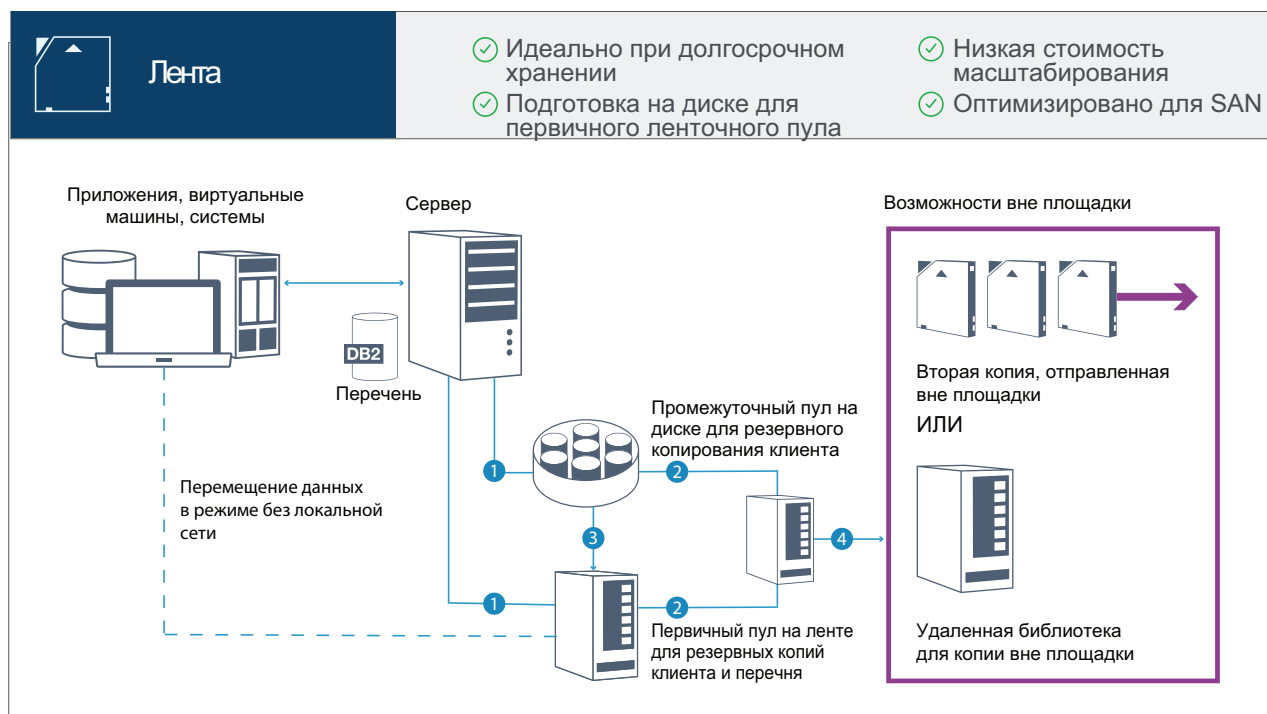 Лента
Идеально при долгосрочном
хранении
Подготовка на диске для
первичного ленточного пула
Низкая стоимость
масштабирования
Оптимизировано для SAN
Приложения, виртуальные
машины, системы
Сервер
Возможности вне площадки
DB2
Перечень
Вторая копия, отправленная
вне площадки
ИЛИ
Промежуточный пул на
диске для резервного
копирования клиента
1
2
Перемещение данных
в режиме без локальной
сети
3
4
1
2
Первичный пул на ленте
для резервных копий
клиента и перечня
Удаленная библиотека
для копии вне площадки